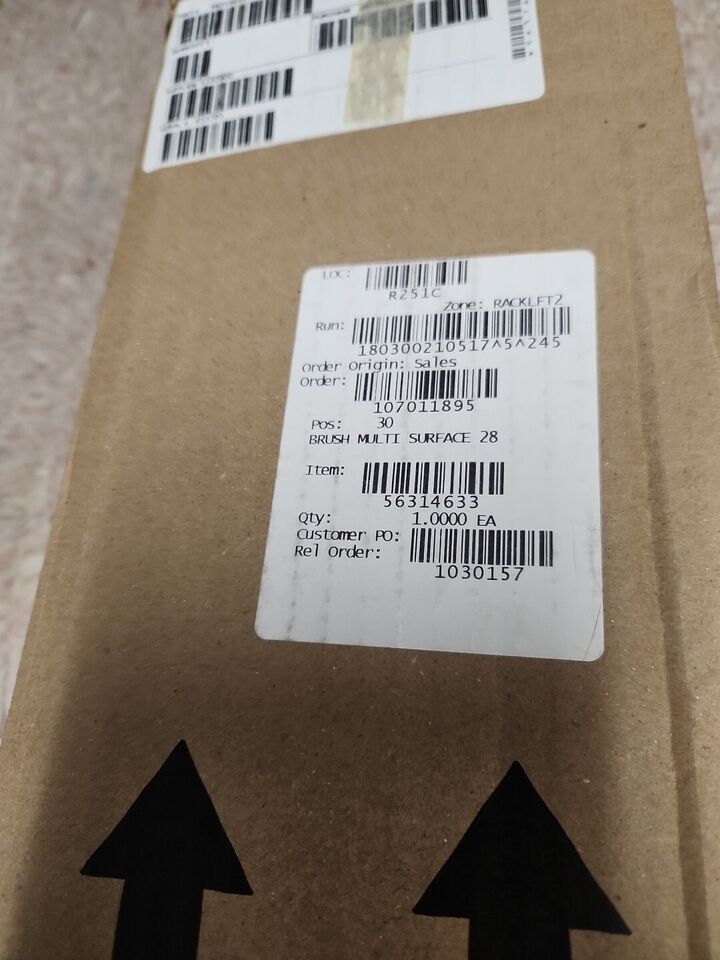 LOC:
R251C
Zone: RACKLFT2
Run:
180300210517^5^245
Order Origin: Sales
Order:
107011895
Pos: 30
BRUSH MULTI SURFACE 28
Item:
56314633
Qty: 1.0000 EA
Customer PO:
Rel Order:
1030157